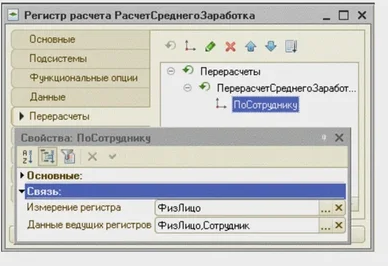 Регистр расчета РасчетСреднегоЗаработка
Основные
Подсистемы
Функциональные опции
Данные
Перерасчеты
Перерасчеты
ПерерасчетСреднегоЗаработ...
ПоСотруднику
Свойства: ПоСотруднику
Основные:
Связь:
Измерение регистра
ФизЛицо
...
Данные ведущих регистров
ФизЛицо,Сотрудник
...